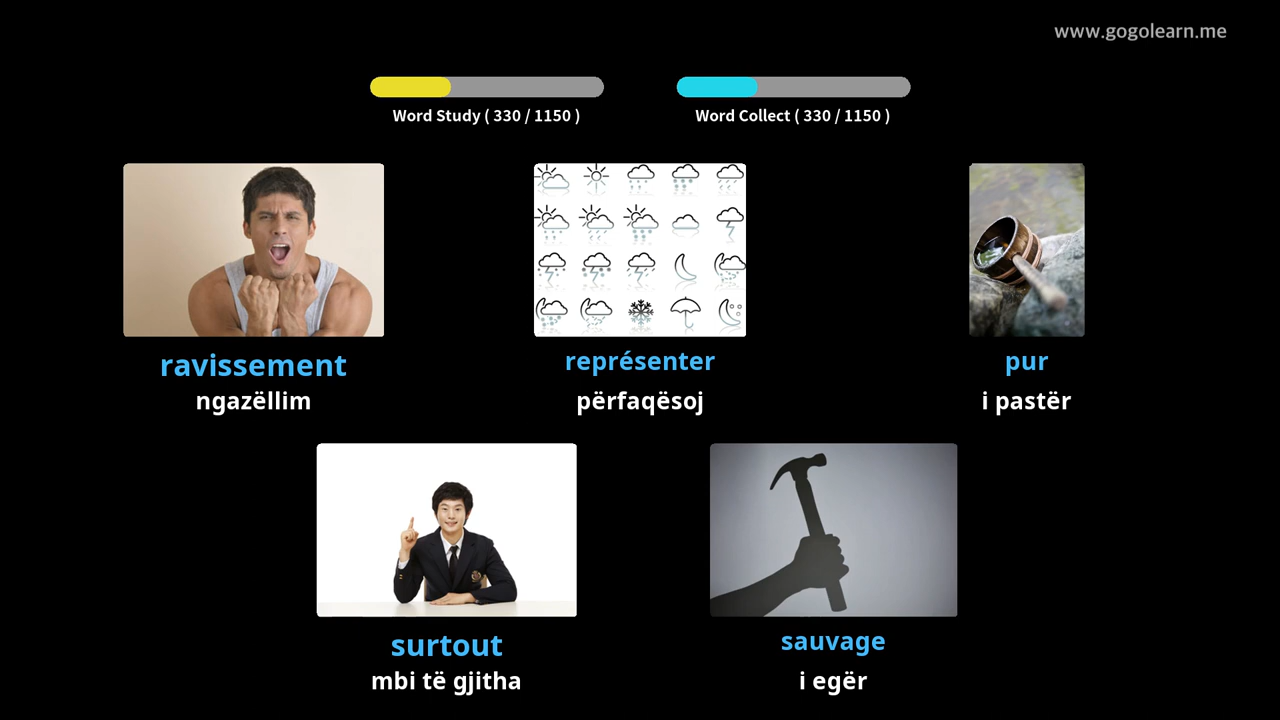 www.gogolearn.me
Word Study ( 330 / 1150 )
Word Collect ( 330 / 1150 )
ravissement
ngazëllim
représenter
përfaqësoj
pur
i pastër
surtout
mbi të gjitha
sauvage
i egër